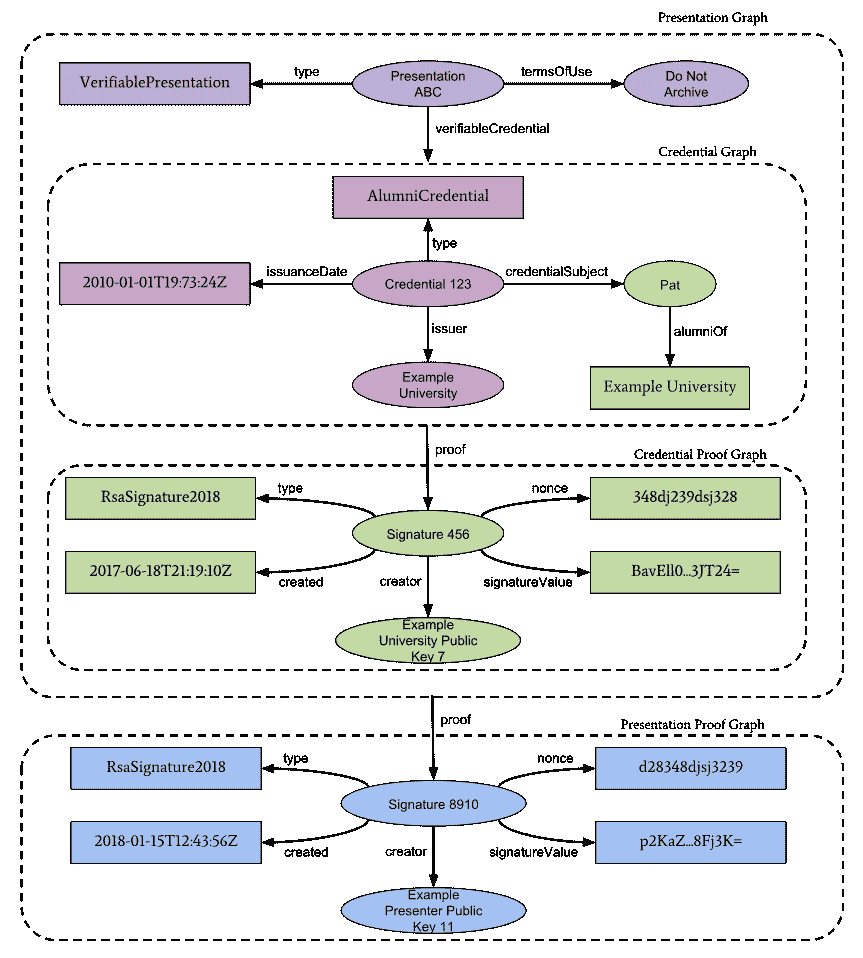 Presentation Graph
VerifiablePresentation
type
Presentation
ABC
termsOfUse
Do Not
Archive
verifiableCredential
Credential Graph
AlumniCredential
type
2010-01-01T19:73:24Z
issuanceDate
Credential 123
credentialSubject
Pat
issuer
alumniOf
Example
University
Example University
proof
Credential Proof Graph
RsaSignature2018
type
nonce
348dj239dsj328
Signature 456
2017-06-18T21:19:10Z
created
creator
signatureValue
BavEll0...3JT24=
Example
University Public
Key 7
proof
Presentation Proof Graph
RsaSignature2018
type
nonce
d28348djsj3239
Signature 8910
2018-01-15T12:43:56Z
created
creator
signatureValue
p2KaZ...8Fj3K=
Example
Presenter Public
Key 11